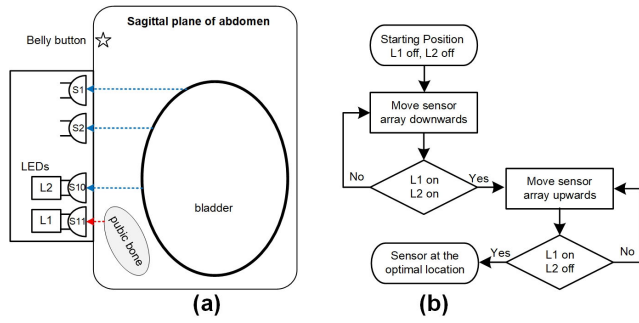 Sagittal plane of abdomen
Belly button
S1
S2
LEDs
L2
S10
L1
S11
bladder
pubic bone
(a)
Starting Position
L1 off, L2 off
Move sensor
array downwards
No
L1 on
L2 on
Yes
Move sensor
array upwards
Sensor at the
optimal location
Yes
L1 on
L2 off
No
(b)